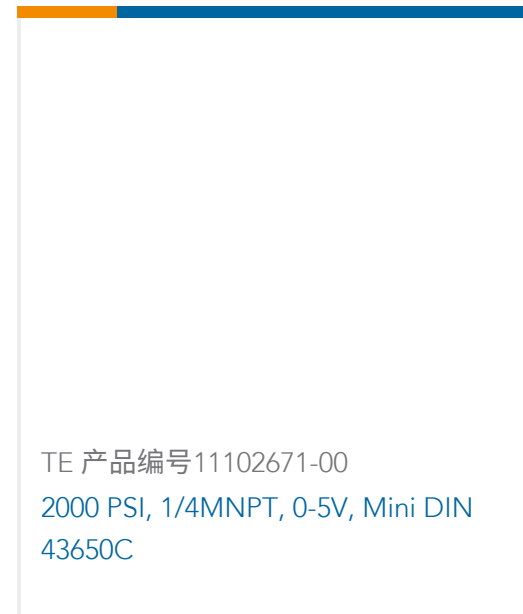 TE 产品编号11102671-00
2000 PSI, 1/4MNPT, 0-5V, Mini DIN
43650C